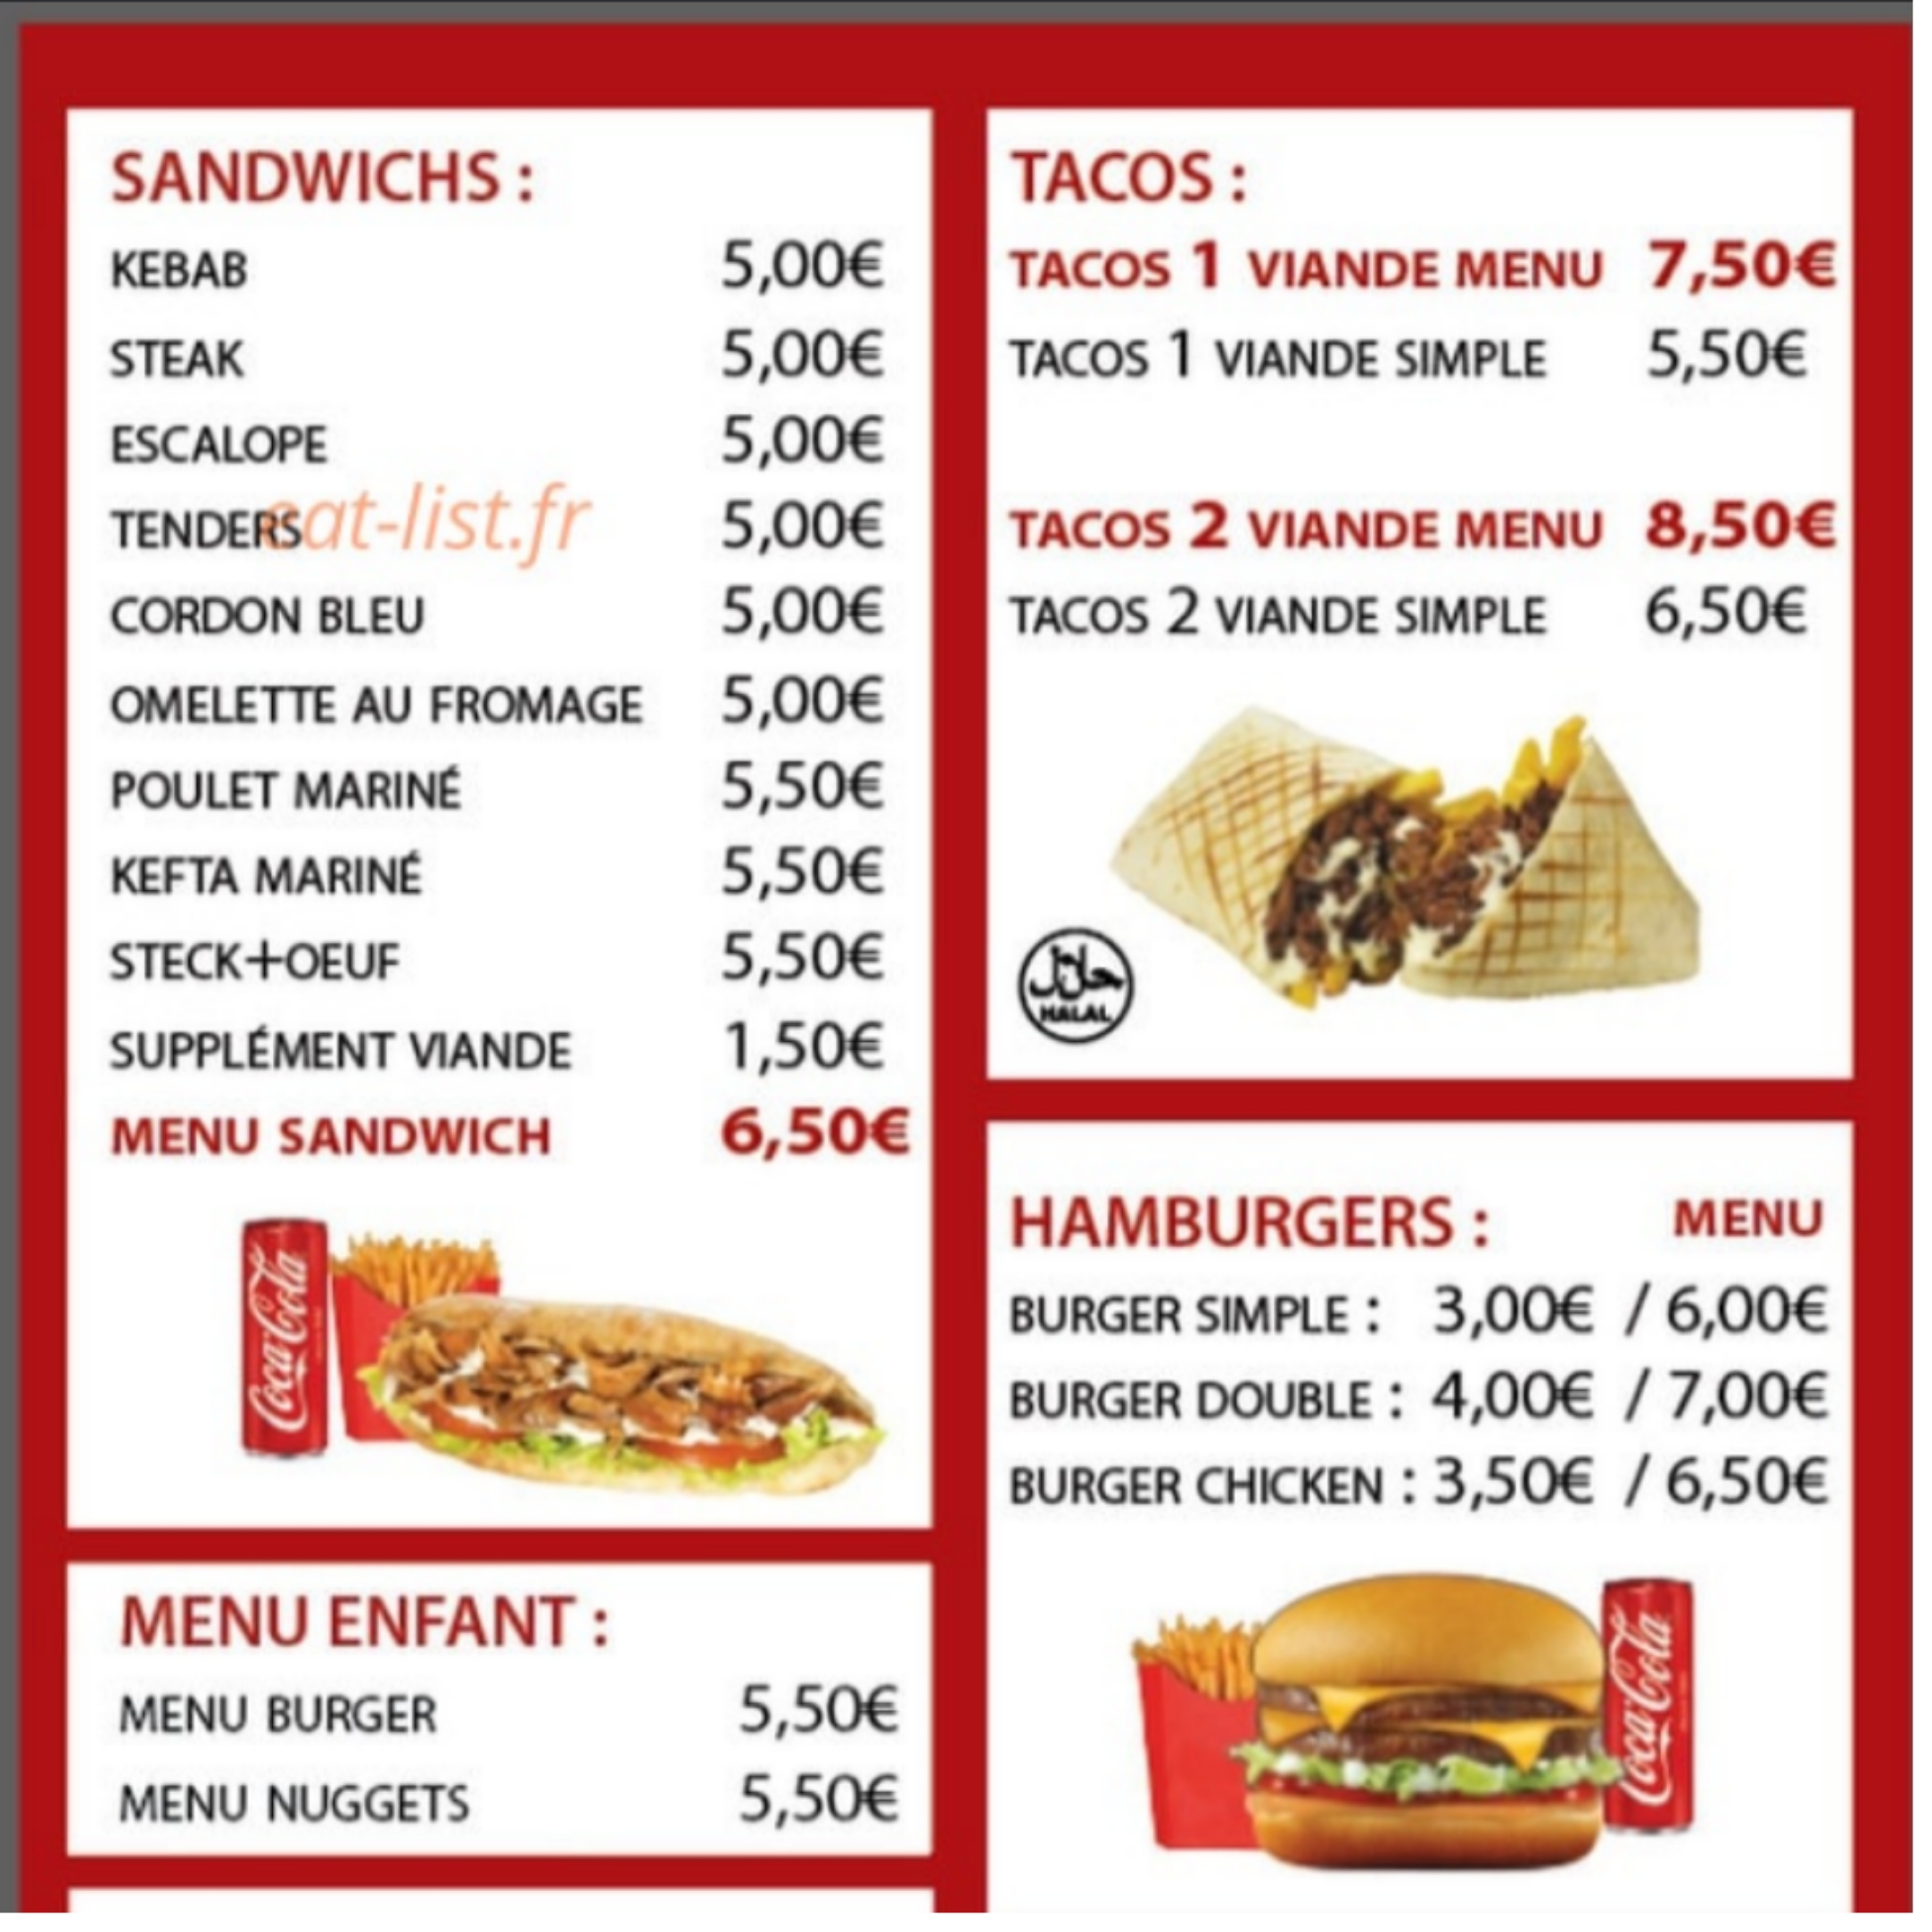 SANDWICHS :
KEBAB 5,00€
STEAK 5,00€
ESCALOPE 5,00€
TENDERS 5,00€
eat-list.fr
CORDON BLEU 5,00€
OMELETTE AU FROMAGE 5,00€
POULET MARINÉ 5,50€
KEFTA MARINÉ 5,50€
STECK+OEUF 5,50€
SUPPLÉMENT VIANDE 1,50€
MENU SANDWICH 6,50€
Coca-Cola
MENU ENFANT :
MENU BURGER 5,50€
MENU NUGGETS 5,50€
TACOS :
TACOS 1 VIANDE MENU 7,50€
TACOS 1 VIANDE SIMPLE 5,50€
TACOS 2 VIANDE MENU 8,50€
TACOS 2 VIANDE SIMPLE 6,50€
حلال
HALAL
HAMBURGERS : MENU
BURGER SIMPLE : 3,00€ / 6,00€
BURGER DOUBLE : 4,00€ / 7,00€
BURGER CHICKEN : 3,50€ / 6,50€
Coca-Cola